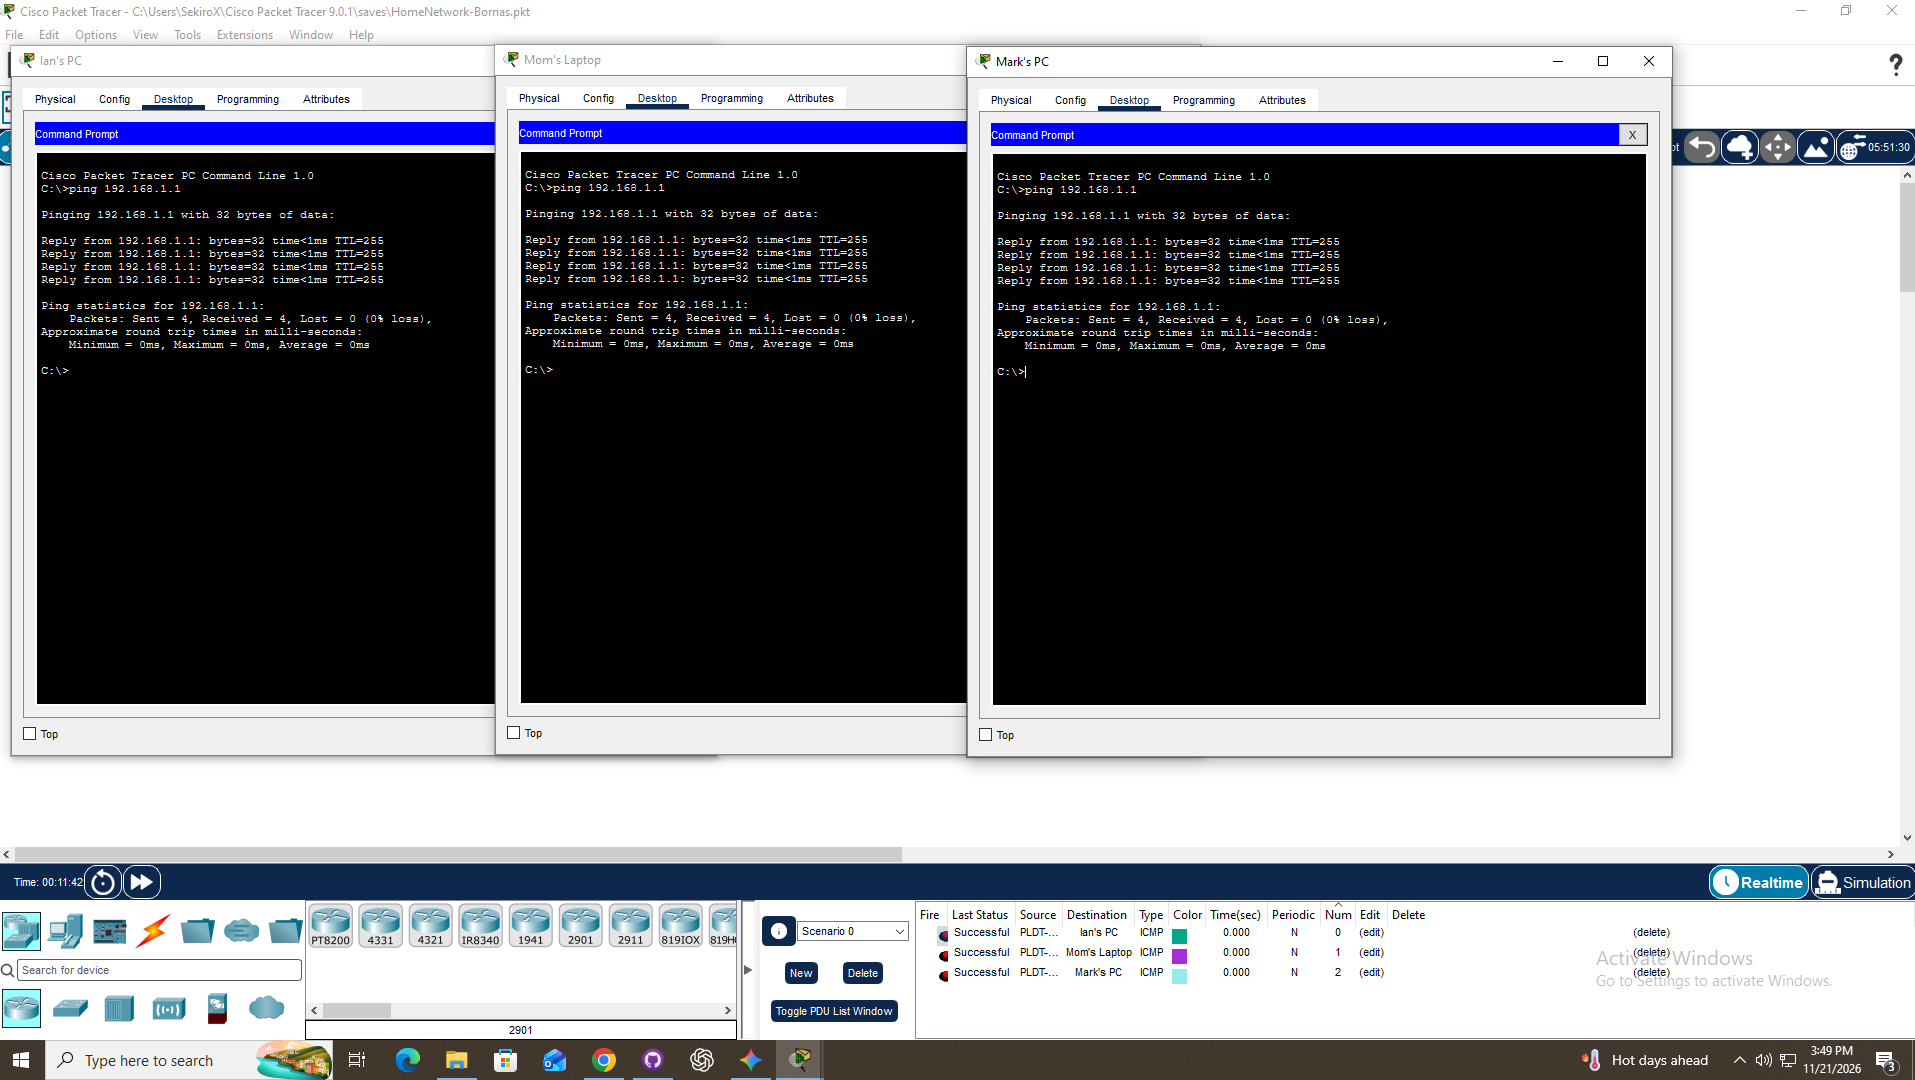 Cisco Packet Tracer - C:\Users\SekiroX\Cisco Packet Tracer 9.0.1\saves\HomeNetwork-Bornas.pkt
File Edit Options View Tools Extensions Window Help
Ian's PC
Physical Config Desktop Programming Attributes
Command Prompt
Cisco Packet Tracer PC Command Line 1.0
C:\>ping 192.168.1.1
Pinging 192.168.1.1 with 32 bytes of data:
Reply from 192.168.1.1: bytes=32 time<1ms TTL=255
Reply from 192.168.1.1: bytes=32 time<1ms TTL=255
Reply from 192.168.1.1: bytes=32 time<1ms TTL=255
Reply from 192.168.1.1: bytes=32 time<1ms TTL=255
Ping statistics for 192.168.1.1:
Packets: Sent = 4, Received = 4, Lost = 0 (0% loss),
Approximate round trip times in milli-seconds:
Minimum = 0ms, Maximum = 0ms, Average = 0ms
C:\>
Top
Mom's Laptop
Physical Config Desktop Programming Attributes
Command Prompt
Cisco Packet Tracer PC Command Line 1.0
C:\>ping 192.168.1.1
Pinging 192.168.1.1 with 32 bytes of data:
Reply from 192.168.1.1: bytes=32 time<1ms TTL=255
Reply from 192.168.1.1: bytes=32 time<1ms TTL=255
Reply from 192.168.1.1: bytes=32 time<1ms TTL=255
Reply from 192.168.1.1: bytes=32 time<1ms TTL=255
Ping statistics for 192.168.1.1:
Packets: Sent = 4, Received = 4, Lost = 0 (0% loss),
Approximate round trip times in milli-seconds:
Minimum = 0ms, Maximum = 0ms, Average = 0ms
C:\>
Top
Mark's PC
Physical Config Desktop Programming Attributes
Command Prompt X
Cisco Packet Tracer PC Command Line 1.0
C:\>ping 192.168.1.1
Pinging 192.168.1.1 with 32 bytes of data:
Reply from 192.168.1.1: bytes=32 time<1ms TTL=255
Reply from 192.168.1.1: bytes=32 time<1ms TTL=255
Reply from 192.168.1.1: bytes=32 time<1ms TTL=255
Reply from 192.168.1.1: bytes=32 time<1ms TTL=255
Ping statistics for 192.168.1.1:
Packets: Sent = 4, Received = 4, Lost = 0 (0% loss),
Approximate round trip times in milli-seconds:
Minimum = 0ms, Maximum = 0ms, Average = 0ms
C:\>
Top
?
05:51:30
Time: 00:11:42
Realtime Simulation
PT8200 4331 4321 IR8340 1941 2901 2911 819IOX
Search for device
2901
Scenario 0
New Delete
Toggle PDU List Window
Fire Last Status Source Destination Type Color Time(sec) Periodic Num Edit Delete
Successful PLDT-... Ian's PC ICMP 0.000 N 0 (edit) (delete)
Successful PLDT-... Mom's Laptop ICMP 0.000 N 1 (edit) (delete)
Successful PLDT-... Mark's PC ICMP 0.000 N 2 (edit) (delete)
Activate Windows
Go to Settings to activate Windows.
Type here to search
Hot days ahead
3:49 PM
11/21/2026
3